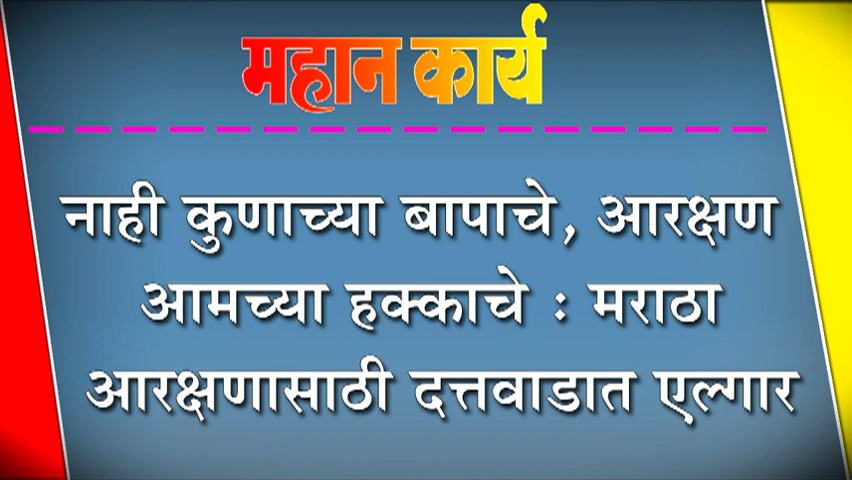 महान कार्य
नाही कुणाच्या बापाचे, आरक्षण
आमच्या हक्काचे : मराठा
आरक्षणासाठी दत्तवाडात एल्गार